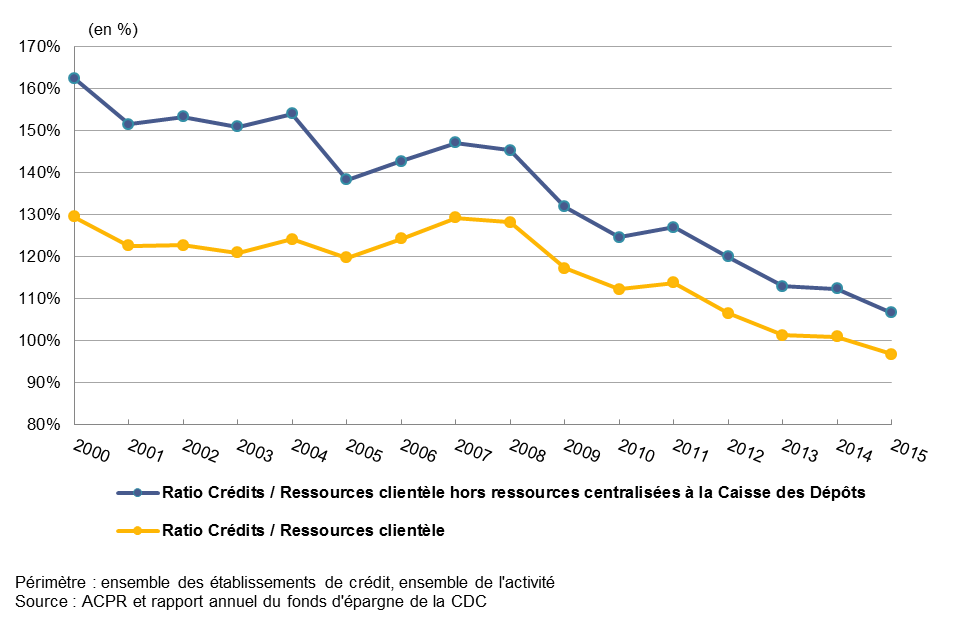 (en %)
170%
160%
150%
140%
130%
120%
110%
100%
90%
80%
2000 2001 2002 2003 2004 2005 2006 2007 2008 2009 2010 2011 2012 2013 2014 2015
Ratio Crédits / Ressources clientèle hors ressources centralisées à la Caisse des Dépôts
Ratio Crédits / Ressources clientèle
Périmètre : ensemble des établissements de crédit, ensemble de l'activité
Source : ACPR et rapport annuel du fonds d'épargne de la CDC